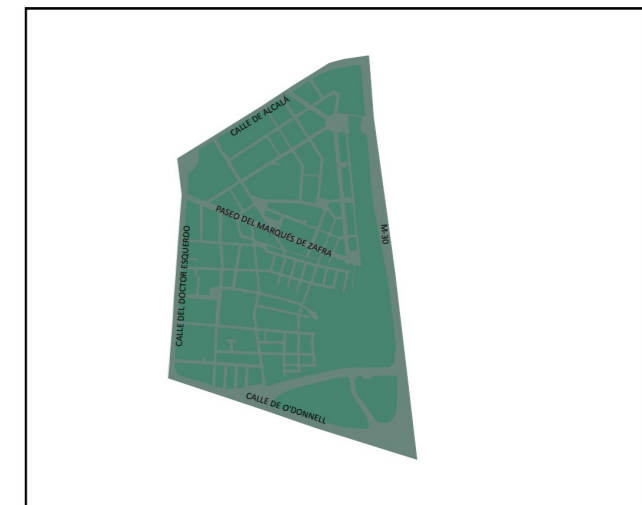 CALLE DE ALCALÁ
PASEO DEL MARQUÉS DE ZAFRA
M-30
CALLE DEL DOCTOR ESQUERDO
CALLE DE O'DONNELL